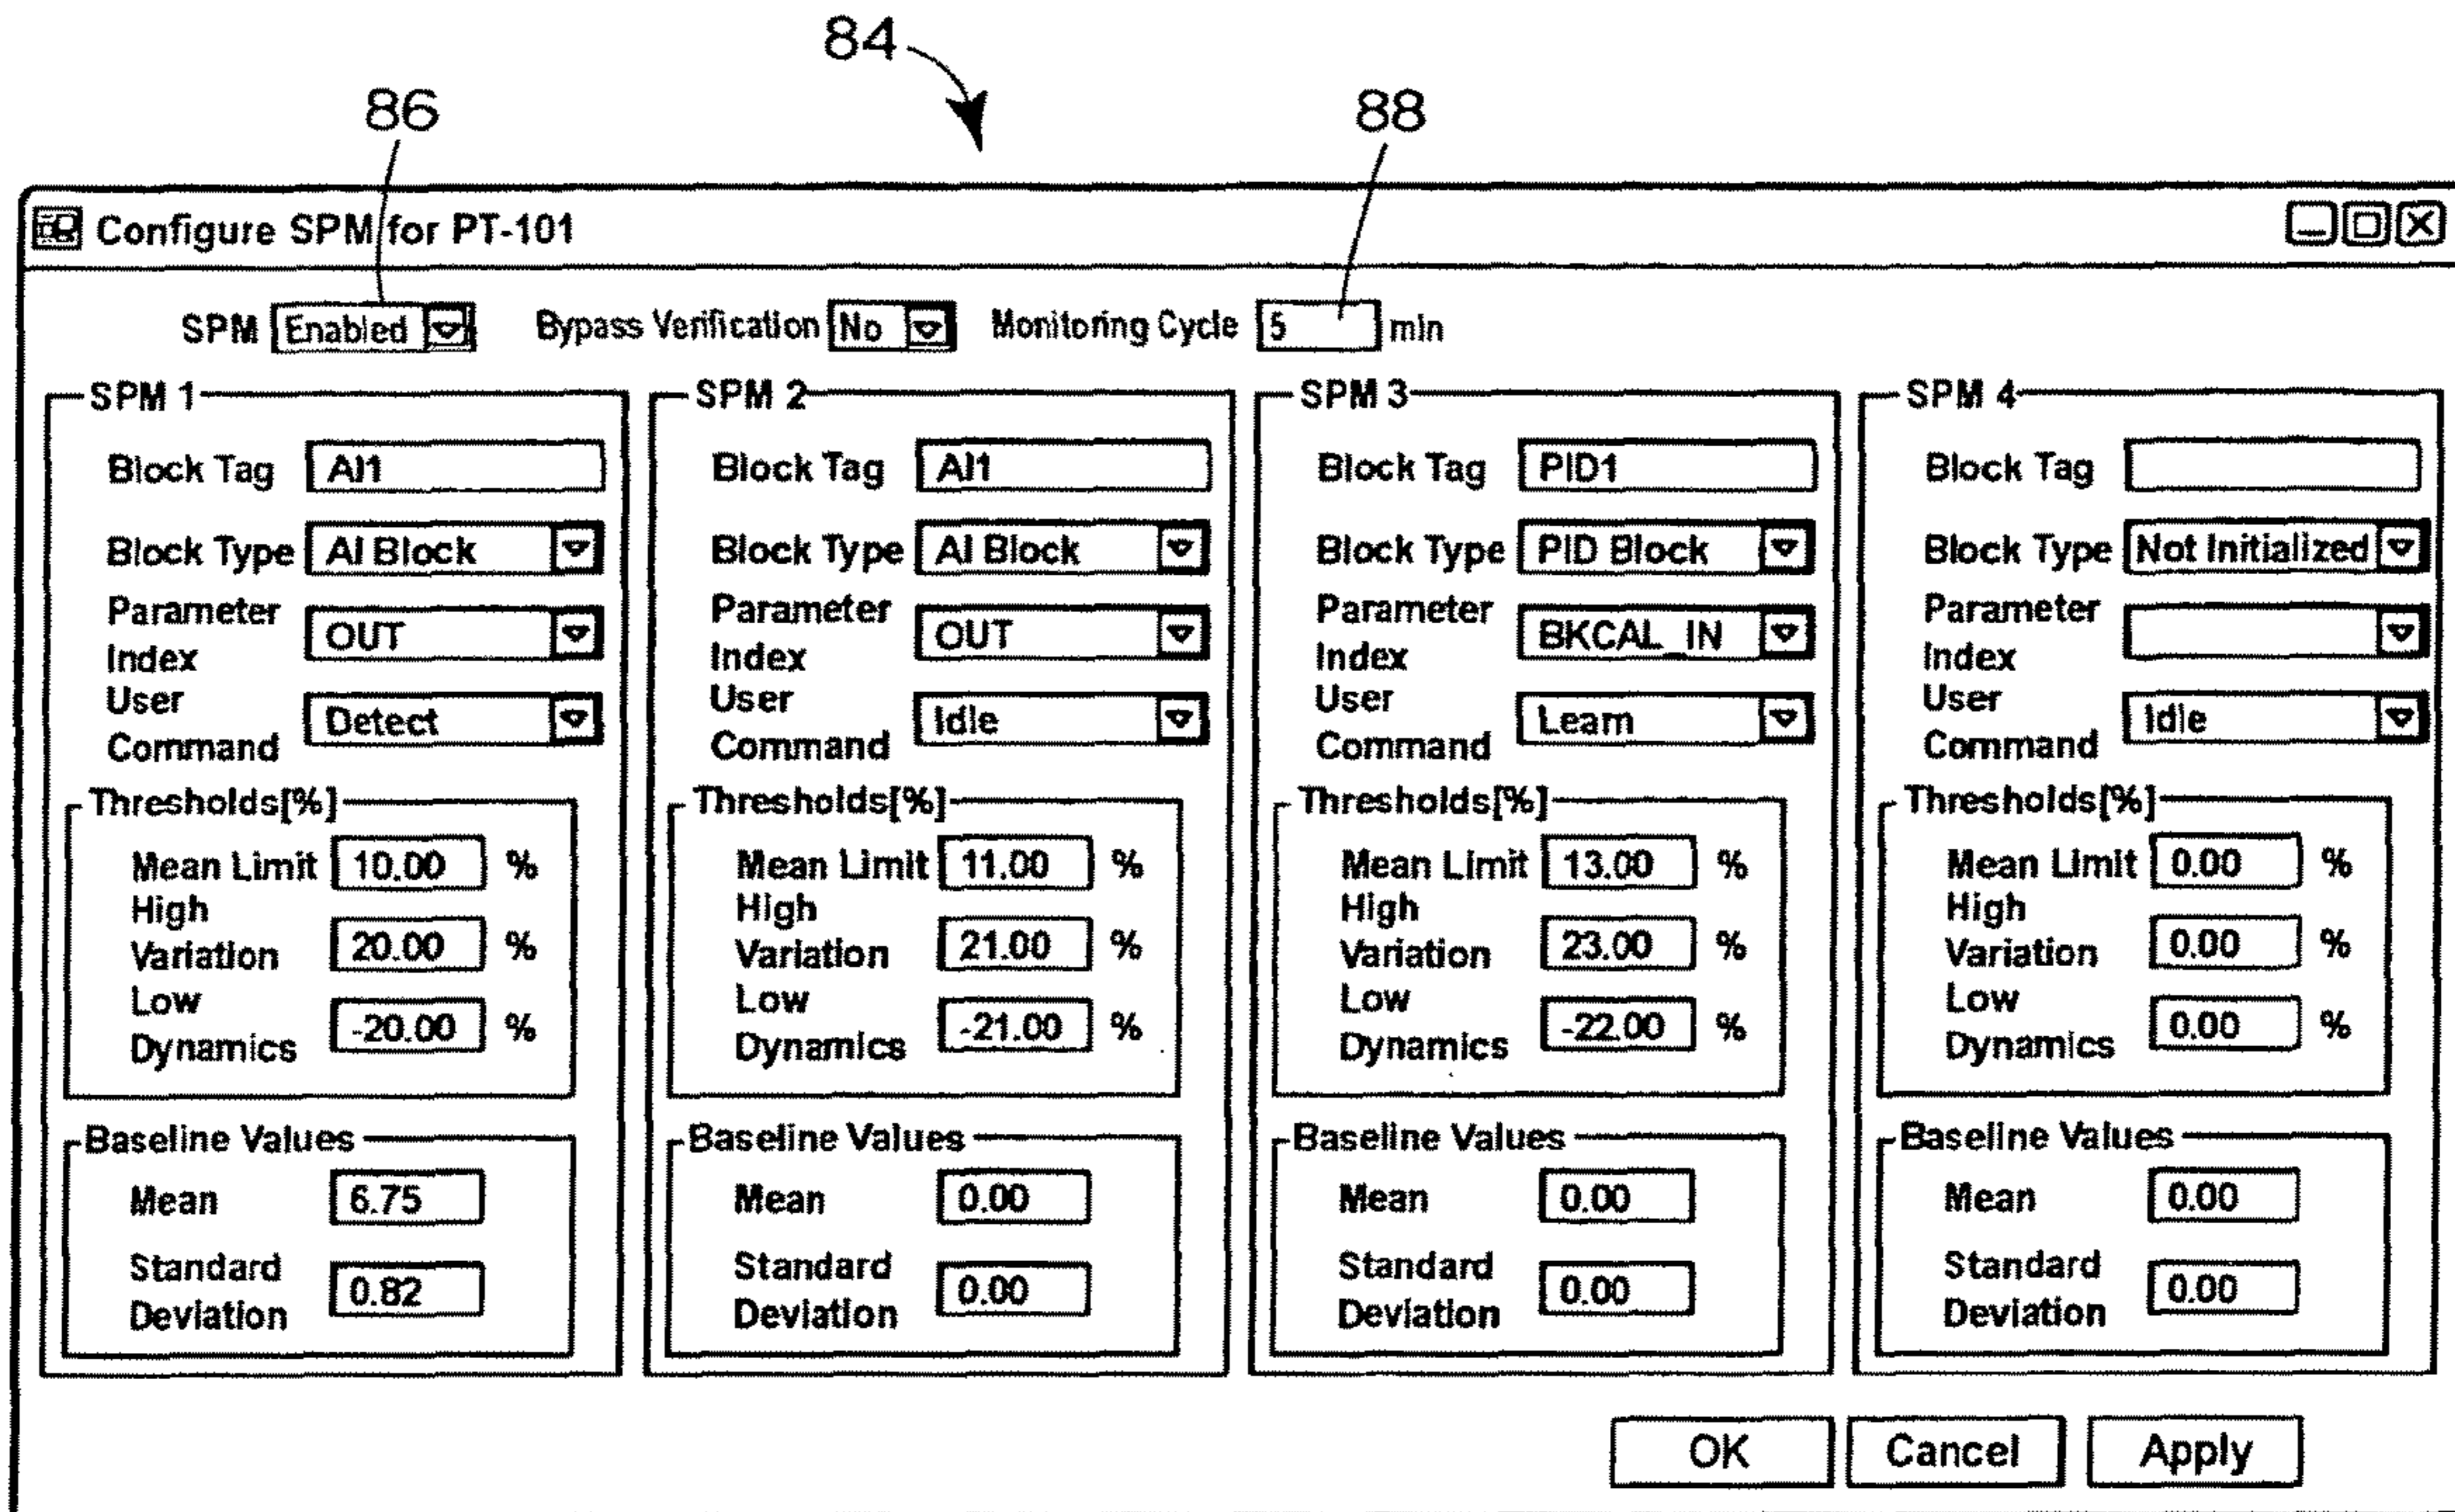 84
86
88
Configure SPM for PT-101
SPM Enabled Bypass Verification No Monitoring Cycle 5 min
SPM 1
Block Tag AI1
Block Type AI Block
Parameter Index OUT
User Command Detect
Thresholds[%]
Mean Limit 10.00 %
High Variation 20.00 %
Low Dynamics -20.00 %
Baseline Values
Mean 6.75
Standard Deviation 0.82
SPM 2
Block Tag AI1
Block Type AI Block
Parameter Index OUT
User Command Idle
Thresholds[%]
Mean Limit 11.00 %
High Variation 21.00 %
Low Dynamics -21.00 %
Baseline Values
Mean 0.00
Standard Deviation 0.00
SPM 3
Block Tag PID1
Block Type PID Block
Parameter Index BKCAL_IN
User Command Learn
Thresholds[%]
Mean Limit 13.00 %
High Variation 23.00 %
Low Dynamics -22.00 %
Baseline Values
Mean 0.00
Standard Deviation 0.00
SPM 4
Block Tag
Block Type Not Initialized
Parameter Index
User Command Idle
Thresholds[%]
Mean Limit 0.00 %
High Variation 0.00 %
Low Dynamics 0.00 %
Baseline Values
Mean 0.00
Standard Deviation 0.00
OK Cancel Apply